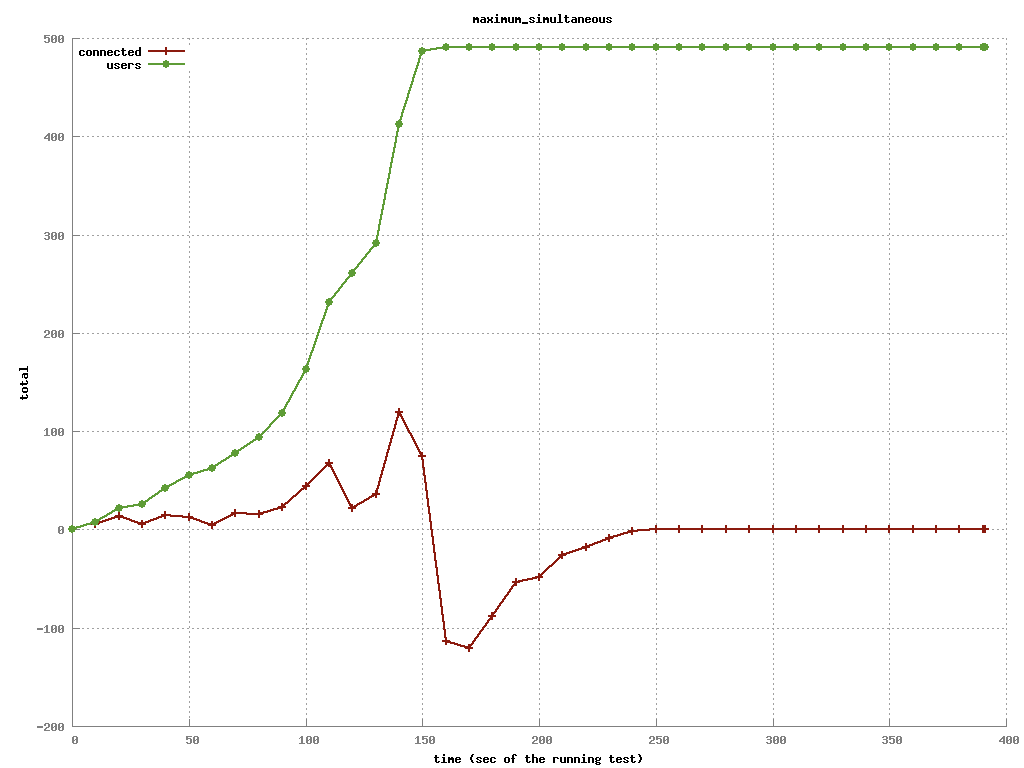 maximum_simultaneous
500
connected
users
400
300
200
total
100
0
-100
-200
0 50 100 150 200 250 300 350 400
time (sec of the running test)